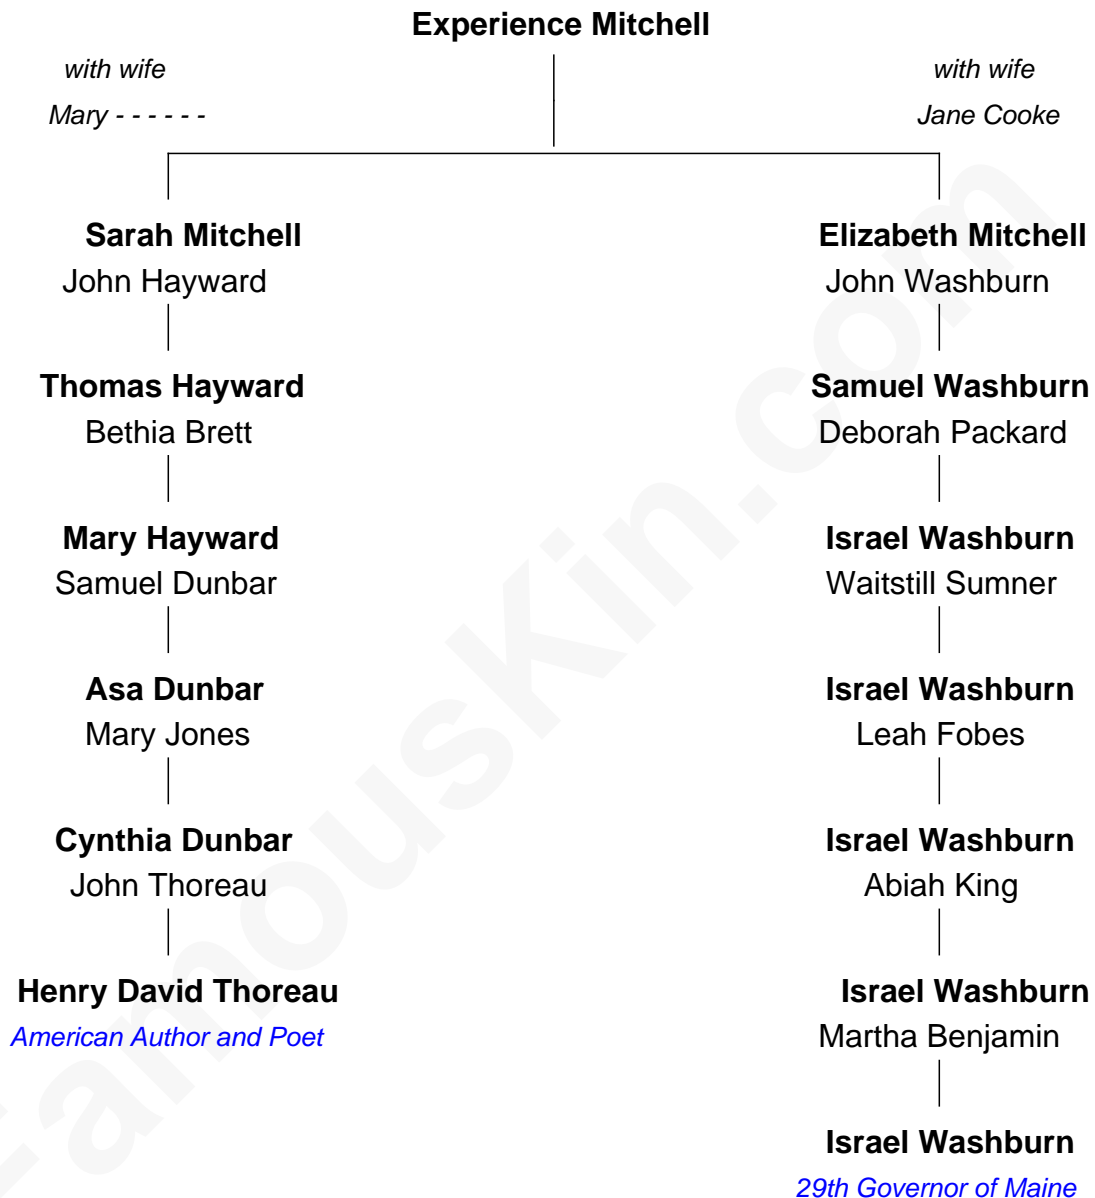 Experience Mitchell
with wife
Mary - - - - - -
with wife
Jane Cooke
Sarah Mitchell
John Hayward
Elizabeth Mitchell
John Washburn
Thomas Hayward
Bethia Brett
Samuel Washburn
Deborah Packard
Mary Hayward
Samuel Dunbar
Israel Washburn
Waitstill Sumner
Asa Dunbar
Mary Jones
Israel Washburn
Leah Fobes
Cynthia Dunbar
John Thoreau
Israel Washburn
Abiah King
Henry David Thoreau
American Author and Poet
Israel Washburn
Martha Benjamin
Israel Washburn
29th Governor of Maine
FamousKin.com